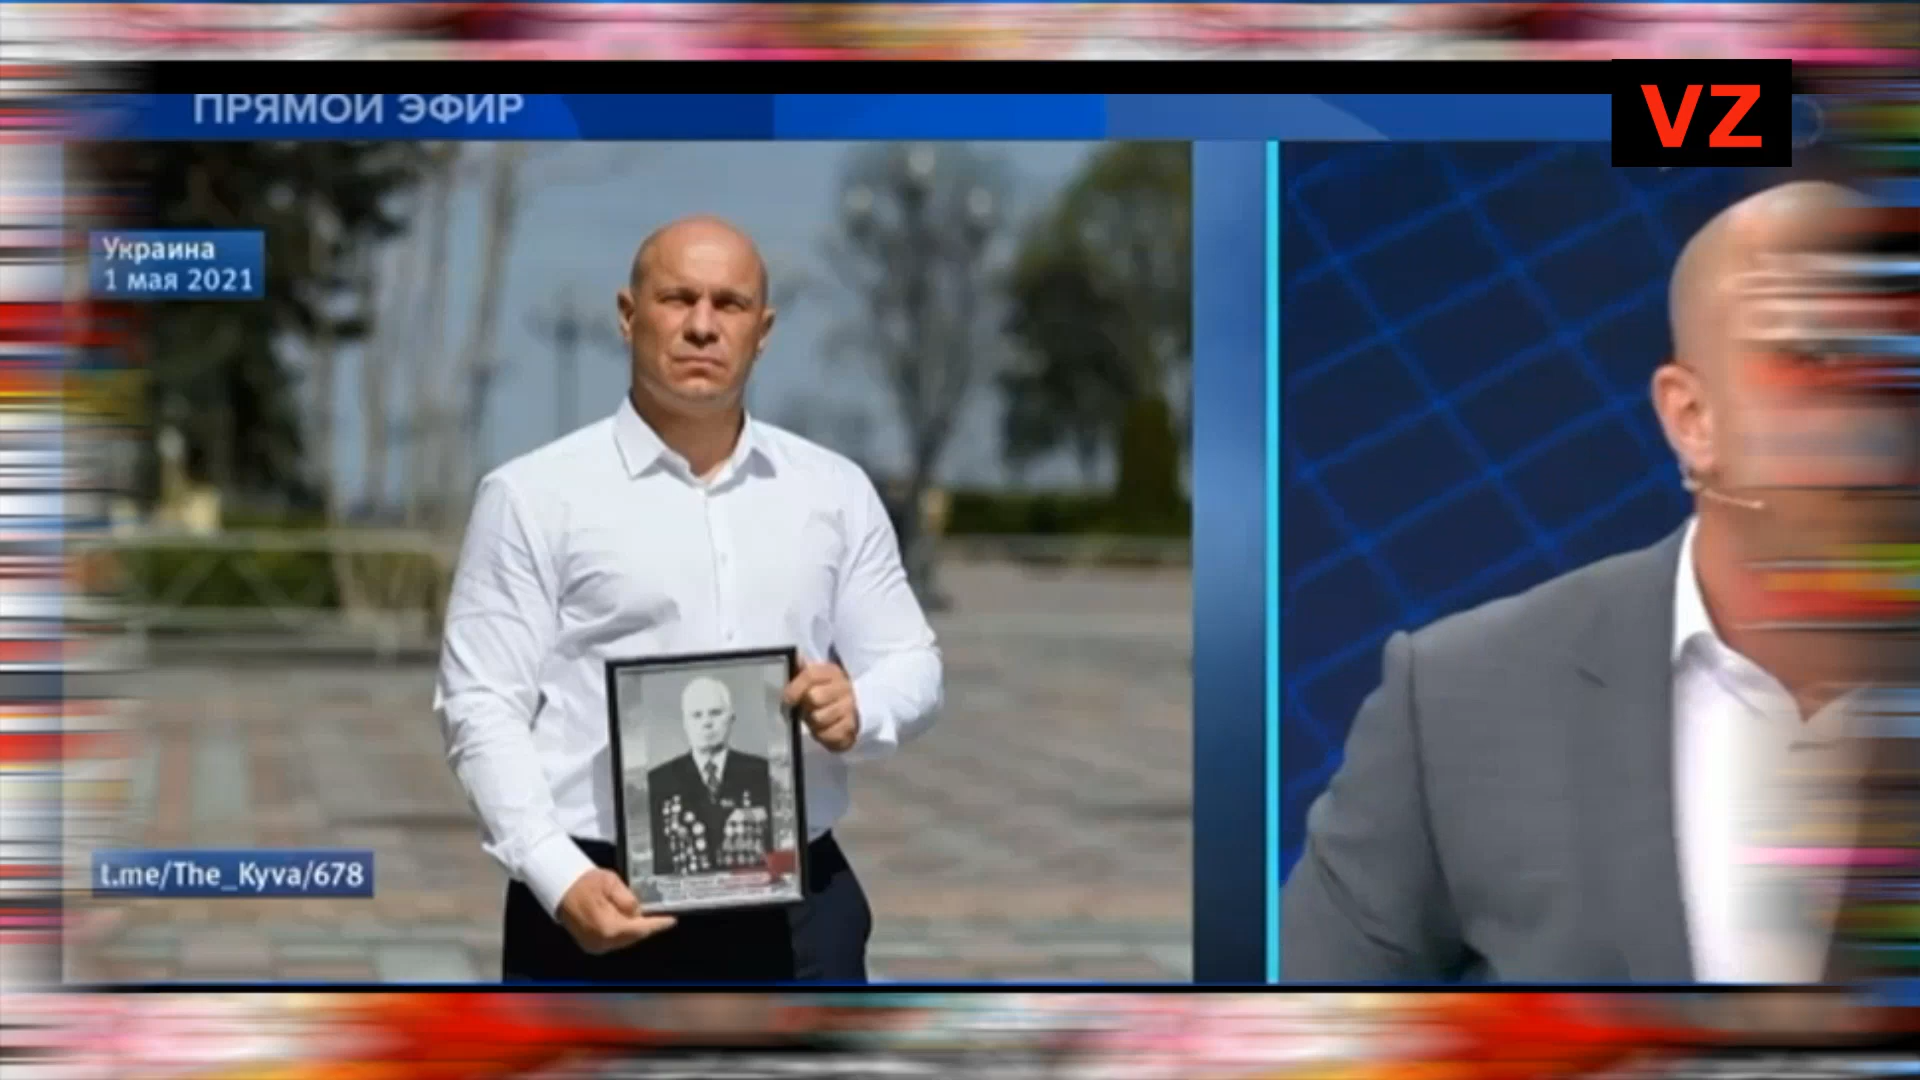 ПРЯМОЙ ЭФИР
VZ
Украина
1 мая 2021
t.me/The_Kyva/678